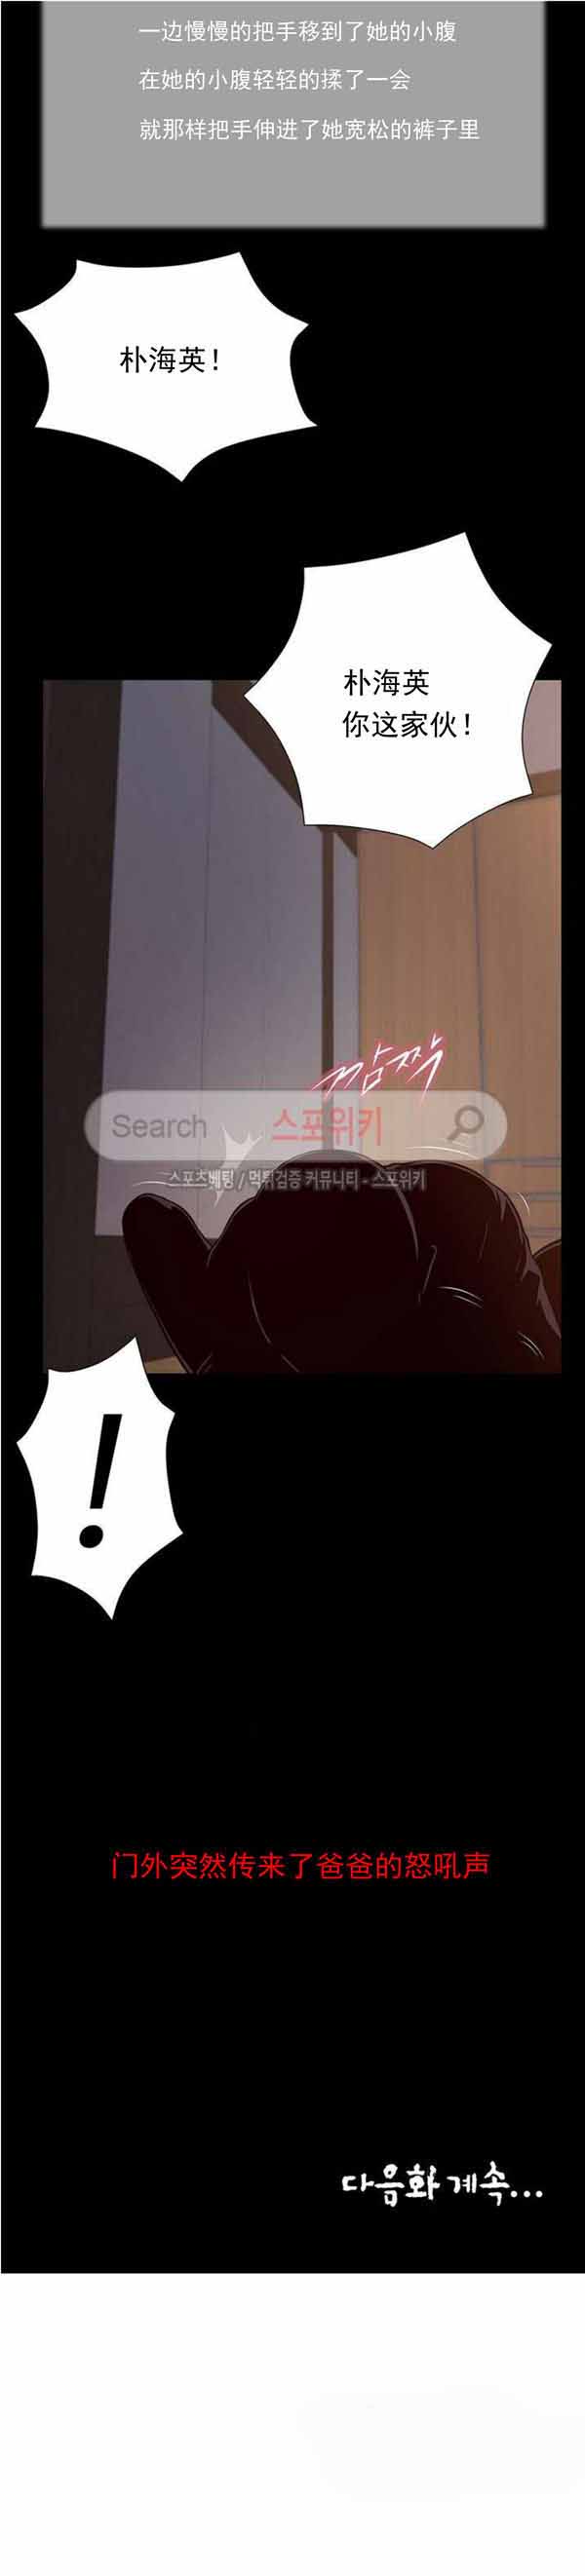 一边慢慢的把手移到了她的小腹
在她的小腹轻轻的揉了一会
就那样把手伸进了她宽松的裤子里
朴海英！
朴海英
你这家伙！
깜짝
Search 스포위키
스포츠베팅 / 먹튀검증 커뮤니티 - 스포위키
!
门外突然传来了爸爸的怒吼声
다음화 계속...